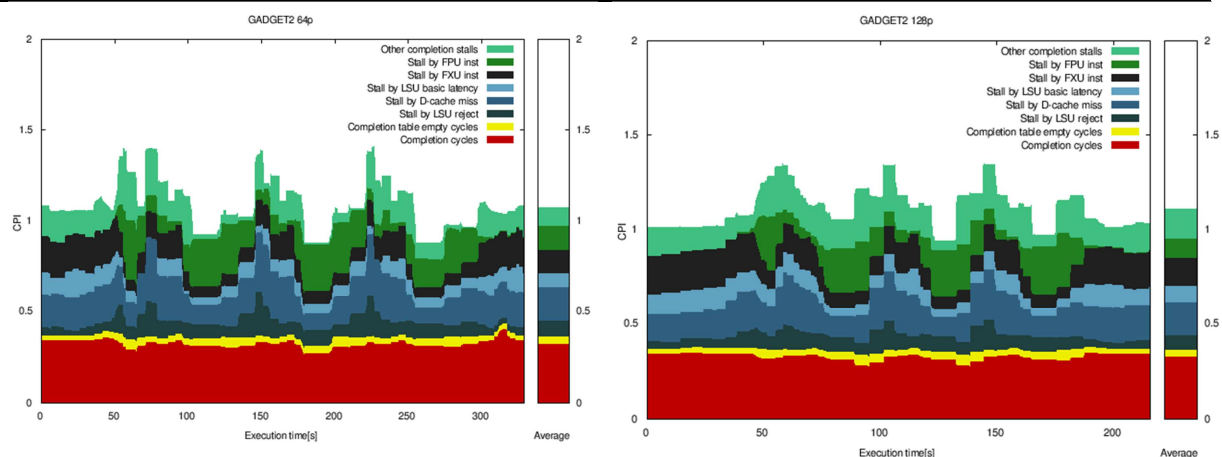 GADGET2 64p
2
1.5
1
0.5
0
CPI
Other completion stalls
Stall by FPU inst
Stall by FXU inst
Stall by LSU basic latency
Stall by D-cache miss
Stall by LSU reject
Completion table empty cycles
Completion cycles
0 50 100 150 200 250 300
Execution time[s]
2
1.5
1
0.5
0
Average
GADGET2 128p
2
1.5
1
0.5
0
CPI
Other completion stalls
Stall by FPU inst
Stall by FXU inst
Stall by LSU basic latency
Stall by D-cache miss
Stall by LSU reject
Completion table empty cycles
Completion cycles
0 50 100 150 200
Execution time[s]
2
1.5
1
0.5
0
Average